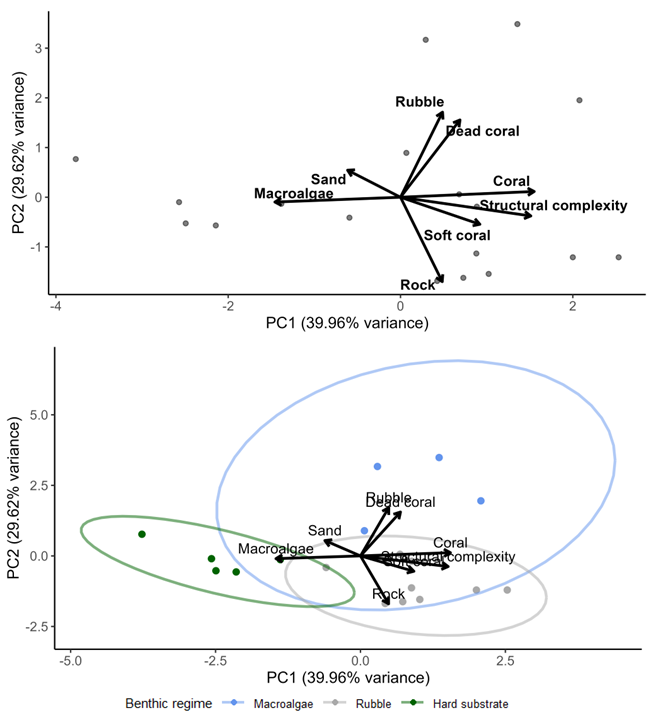 3
2
1
0
-1
PC2 (29.62% variance)
Rubble
Dead coral
Sand
Macroalgae
Coral
Structural complexity
Soft coral
Rock
-4 -2 0 2
PC1 (39.96% variance)
5.0
2.5
0.0
-2.5
PC2 (29.62% variance)
Rubble
Dead coral
Sand
Macroalgae
Coral
Structural complexity
Soft coral
Rock
-5.0 -2.5 0.0 2.5
PC1 (39.96% variance)
Benthic regime Macroalgae Rubble Hard substrate